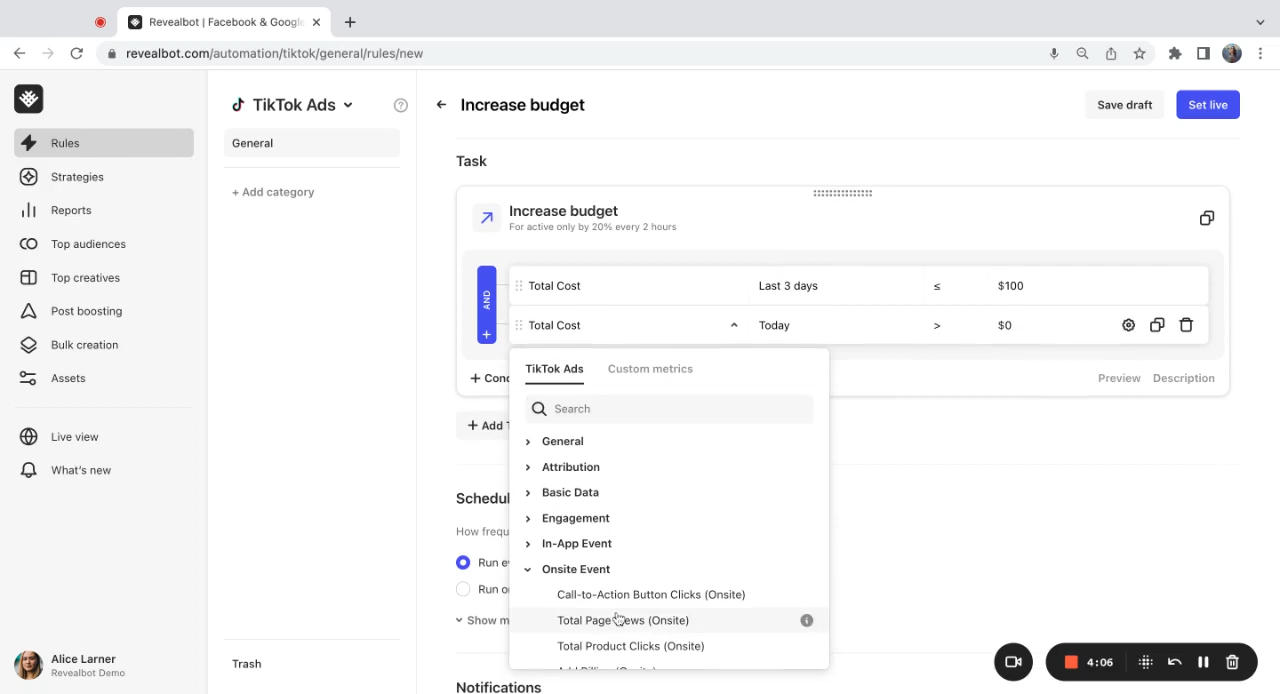 Revealbot | Facebook & Google
revealbot.com/automation/tiktok/general/rules/new
Rules
Strategies
Reports
Top audiences
Top creatives
Post boosting
Bulk creation
Assets
Live view
What's new
Alice Larner
Revealbot Demo
TikTok Ads
General
+ Add category
Trash
Increase budget
Save draft
Set live
Task
Increase budget
For active only by 20% every 2 hours
AND
Total Cost Last 3 days ≤ $100
Total Cost Today > $0
+ Cond
Preview Description
+ Add T
TikTok Ads Custom metrics
Search
General
Attribution
Basic Data
Engagement
In-App Event
Onsite Event
Call-to-Action Button Clicks (Onsite)
Total Page Views (Onsite)
Total Product Clicks (Onsite)
Schedul
How frequ
Run ev
Run o
Show m
Notifications
4:06